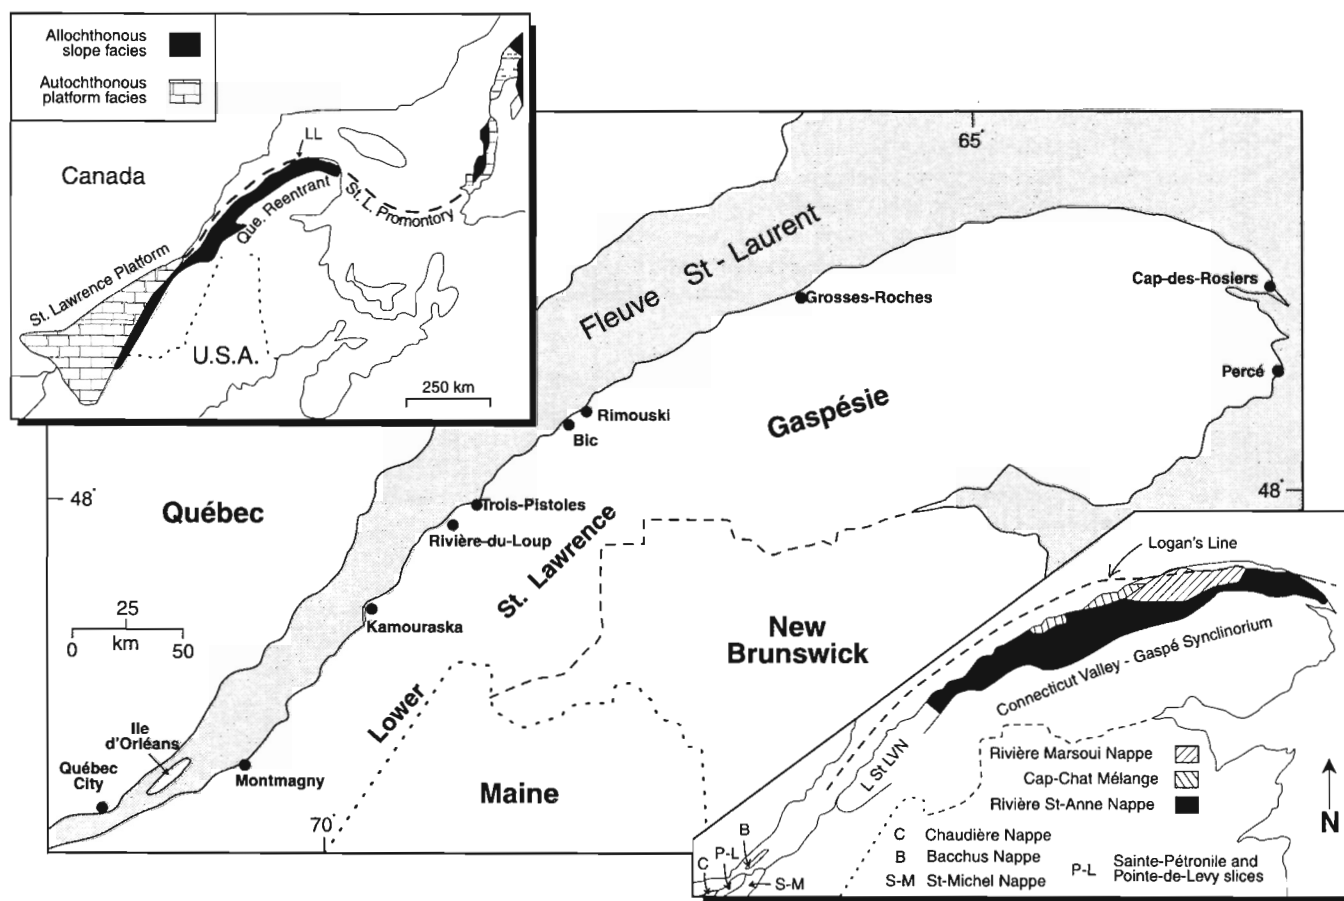 Allochthonous
slope facies
Autochthonous
platform facies
LL
Canada
Que. Reentrant
St. L. Promontory
St. Lawrence Platform
U.S.A.
250 km
65°
Fleuve St - Laurent
Cap-des-Rosiers
Grosses-Roches
Percé
Rimouski
Bic
Gaspésie
48°
48°
Québec
Trois-Pistoles
Rivière-du-Loup
Lower St. Lawrence
25
km
0 50
Kamouraska
New
Brunswick
Ile
d'Orléans
Québec
City
Montmagny
Maine
70°
Logan's Line
Connecticut Valley - Gaspé Synclinorium
L St LVN
Rivière Marsoui Nappe
Cap-Chat Mélange
Rivière St-Anne Nappe
N
B
P-L
C
S-M
C Chaudière Nappe
B Bacchus Nappe
S-M St-Michel Nappe
P-L Sainte-Pétronile and
Pointe-de-Levy slices